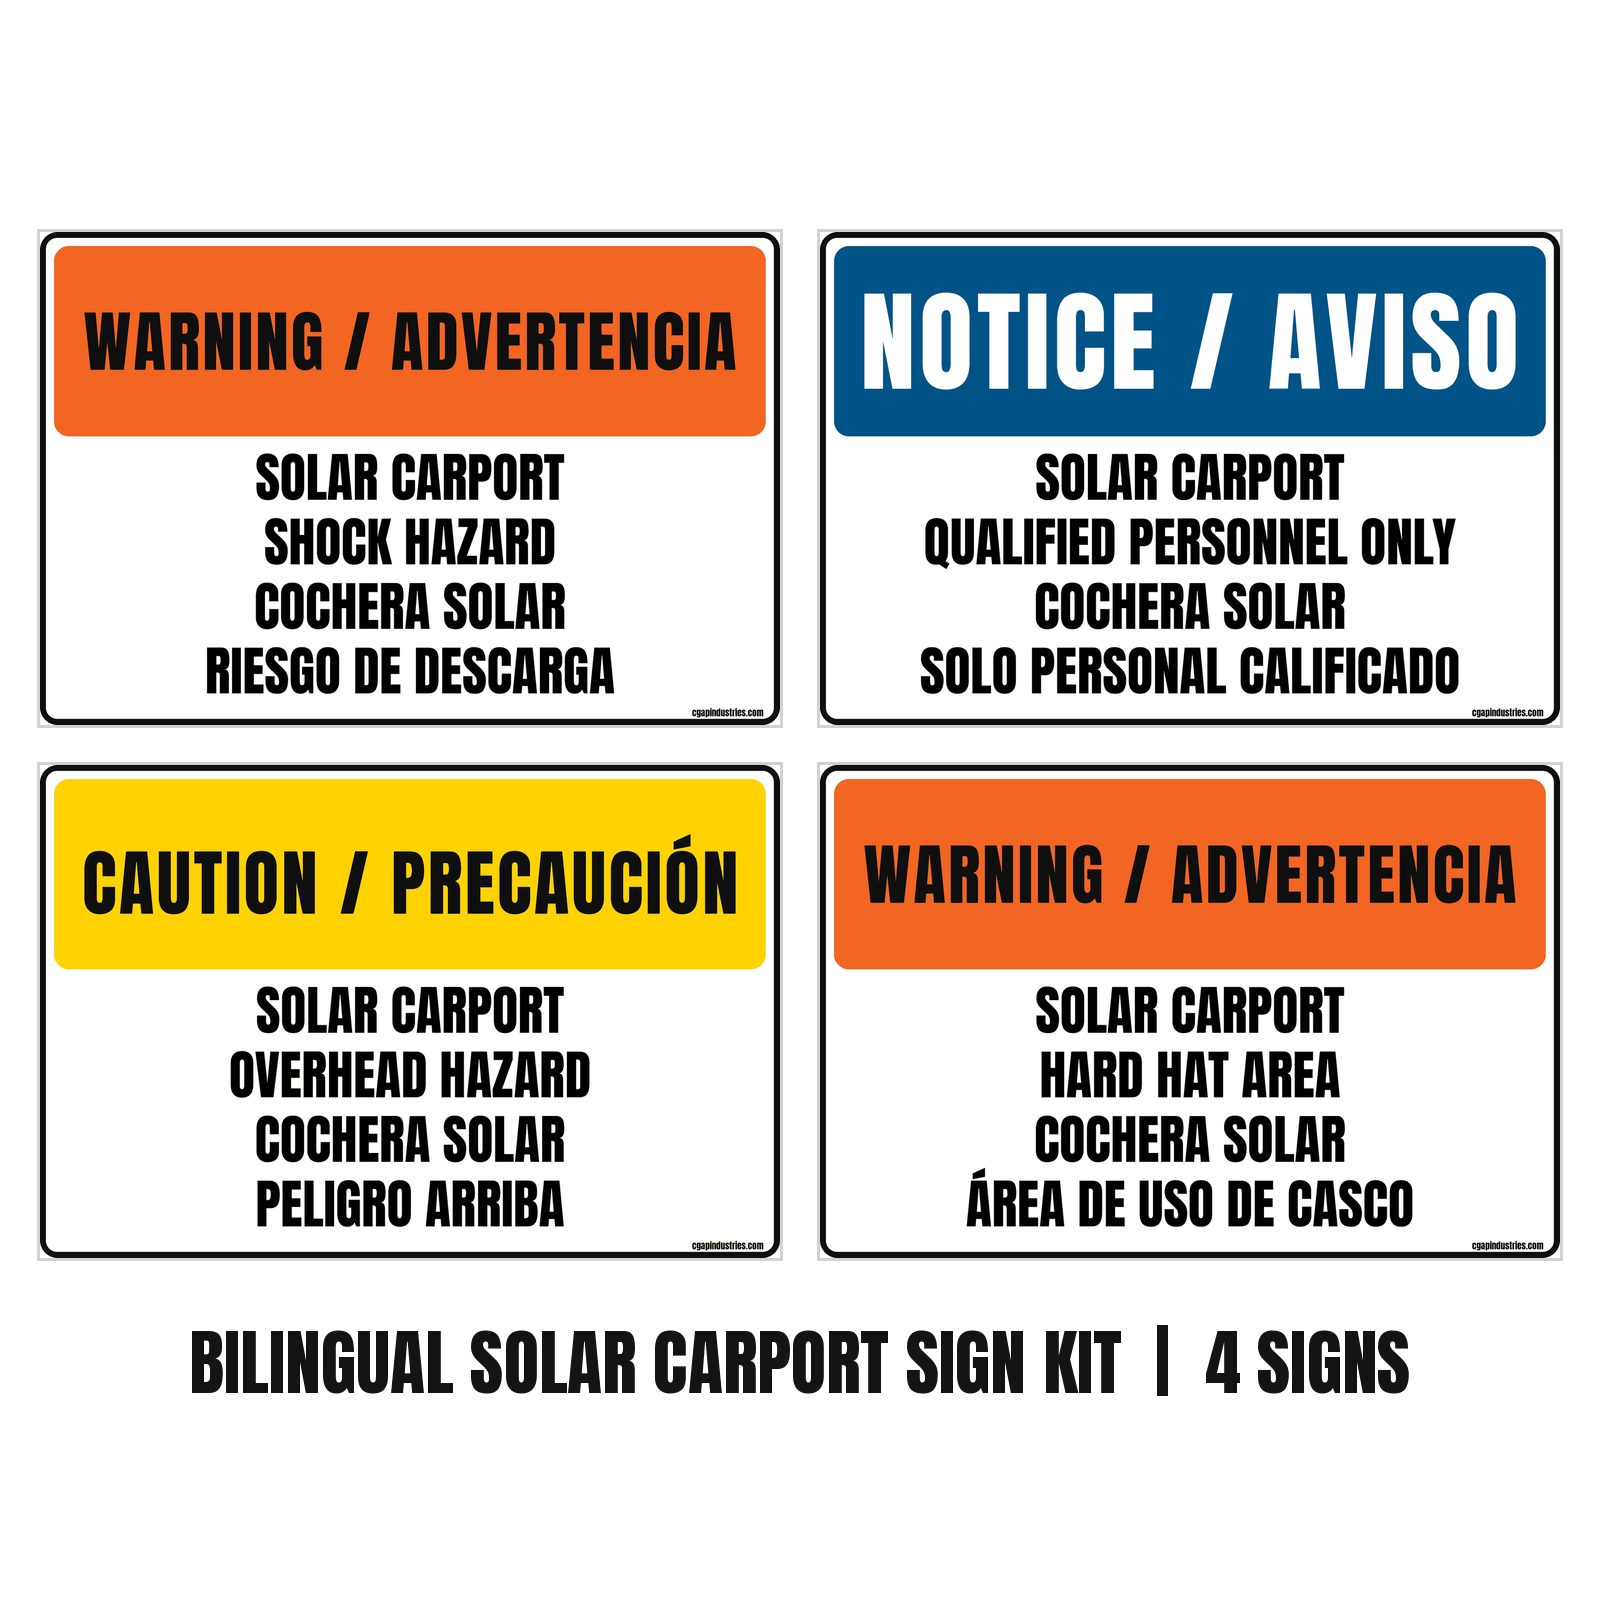 WARNING / ADVERTENCIA
SOLAR CARPORT
SHOCK HAZARD
COCHERA SOLAR
RIESGO DE DESCARGA
cgapindustries.com
NOTICE / AVISO
SOLAR CARPORT
QUALIFIED PERSONNEL ONLY
COCHERA SOLAR
SOLO PERSONAL CALIFICADO
cgapindustries.com
CAUTION / PRECAUCIÓN
SOLAR CARPORT
OVERHEAD HAZARD
COCHERA SOLAR
PELIGRO ARRIBA
cgapindustries.com
WARNING / ADVERTENCIA
SOLAR CARPORT
HARD HAT AREA
COCHERA SOLAR
ÁREA DE USO DE CASCO
cgapindustries.com
BILINGUAL SOLAR CARPORT SIGN KIT | 4 SIGNS